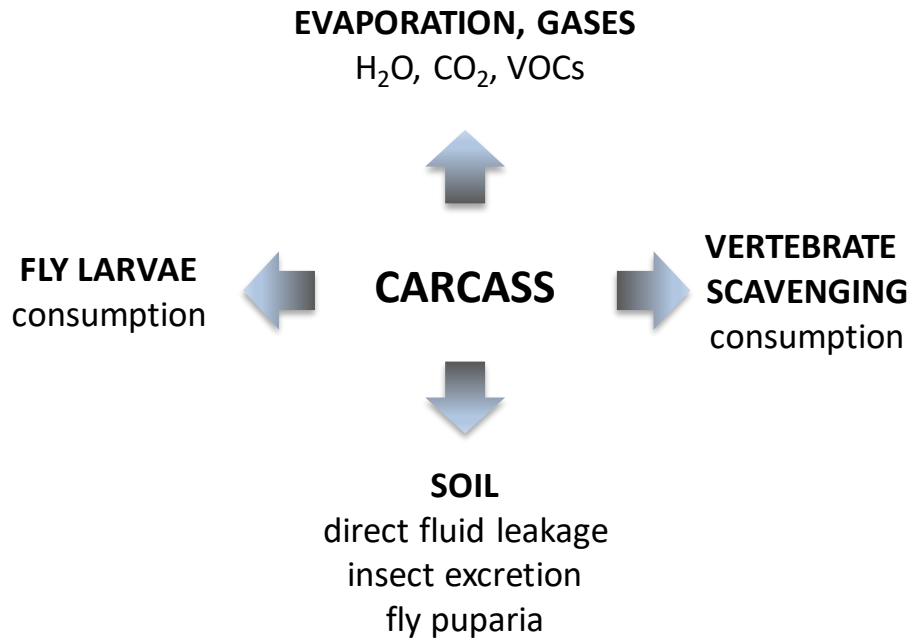 EVAPORATION, GASES
H₂O, CO₂, VOCs
FLY LARVAE
consumption
CARCASS
VERTEBRATE
SCAVENGING
consumption
SOIL
direct fluid leakage
insect excretion
fly puparia